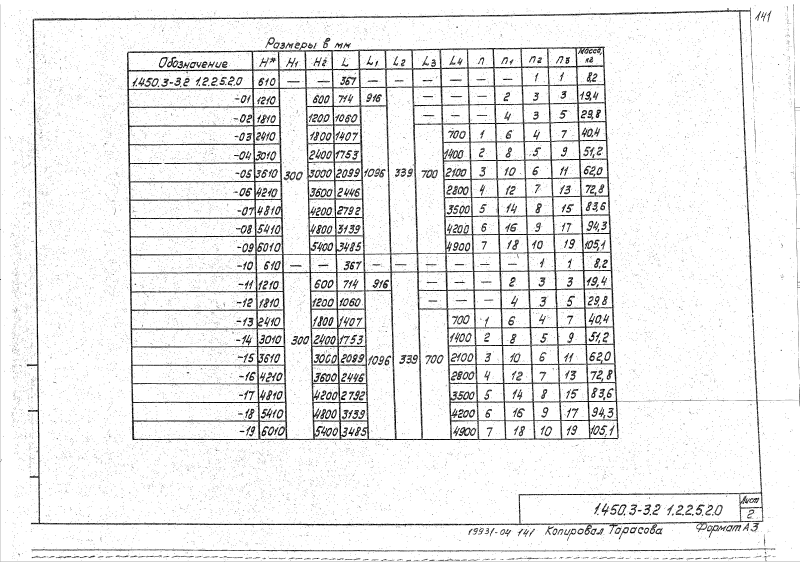 141
Размеры в мм
Обозначение H* H1 H2 L L1 L2 L3 L4 n n1 n2 n3 Масса, кг
1.450.3-3.2 1.2.2.5.2.0 610 — — 367 — — — — — — 1 1 8,2
-01 1210 600 714 916 — — — 2 3 3 19,4
-02 1810 1200 1060 — — — 4 3 5 29,8
-03 2410 1800 1407 700 1 6 4 7 40,4
-04 3010 2400 1753 1400 2 8 5 9 51,2
-05 3610 300 3000 2099 1096 339 700 2100 3 10 6 11 62,0
-06 4210 3600 2446 2800 4 12 7 13 72,8
-07 4810 4200 2792 3500 5 14 8 15 83,6
-08 5410 4800 3139 4200 6 16 9 17 94,3
-09 6010 5400 3485 4900 7 18 10 19 105,1
-10 610 — — 367 — — — — — — 1 1 8,2
-11 1210 600 714 916 — — — 2 3 3 19,4
-12 1810 1200 1060 — — — 4 3 5 29,8
-13 2410 1800 1407 700 1 6 4 7 40,4
-14 3010 300 2400 1753 1400 2 8 5 9 51,2
-15 3610 3000 2099 1096 339 700 2100 3 10 6 11 62,0
-16 4210 3600 2446 2800 4 12 7 13 72,8
-17 4810 4200 2792 3500 5 14 8 15 83,6
-18 5410 4800 3139 4200 6 16 9 17 94,3
-19 6010 5400 3485 4900 7 18 10 19 105,1
1.450.3-3.2 1.2.2.5.2.0
Лист
2
19931-04 141 Копировал Тарасова Формат А3